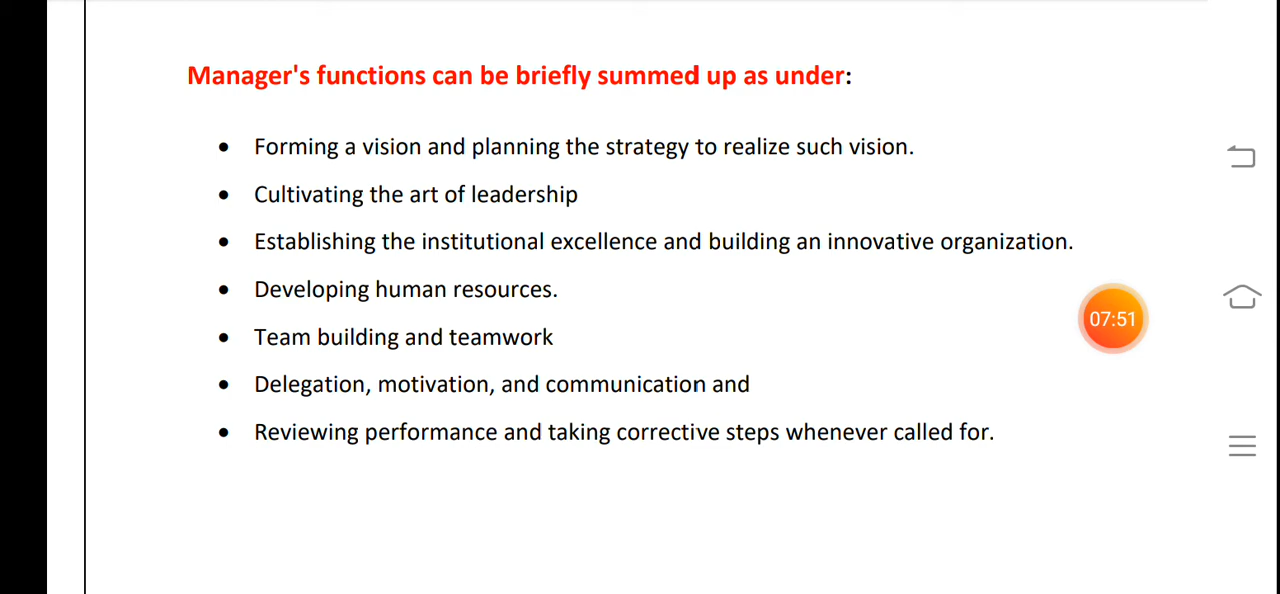 Manager's functions can be briefly summed up as under:
• Forming a vision and planning the strategy to realize such vision.
• Cultivating the art of leadership
• Establishing the institutional excellence and building an innovative organization.
• Developing human resources.
07:51
• Team building and teamwork
• Delegation, motivation, and communication and
• Reviewing performance and taking corrective steps whenever called for.